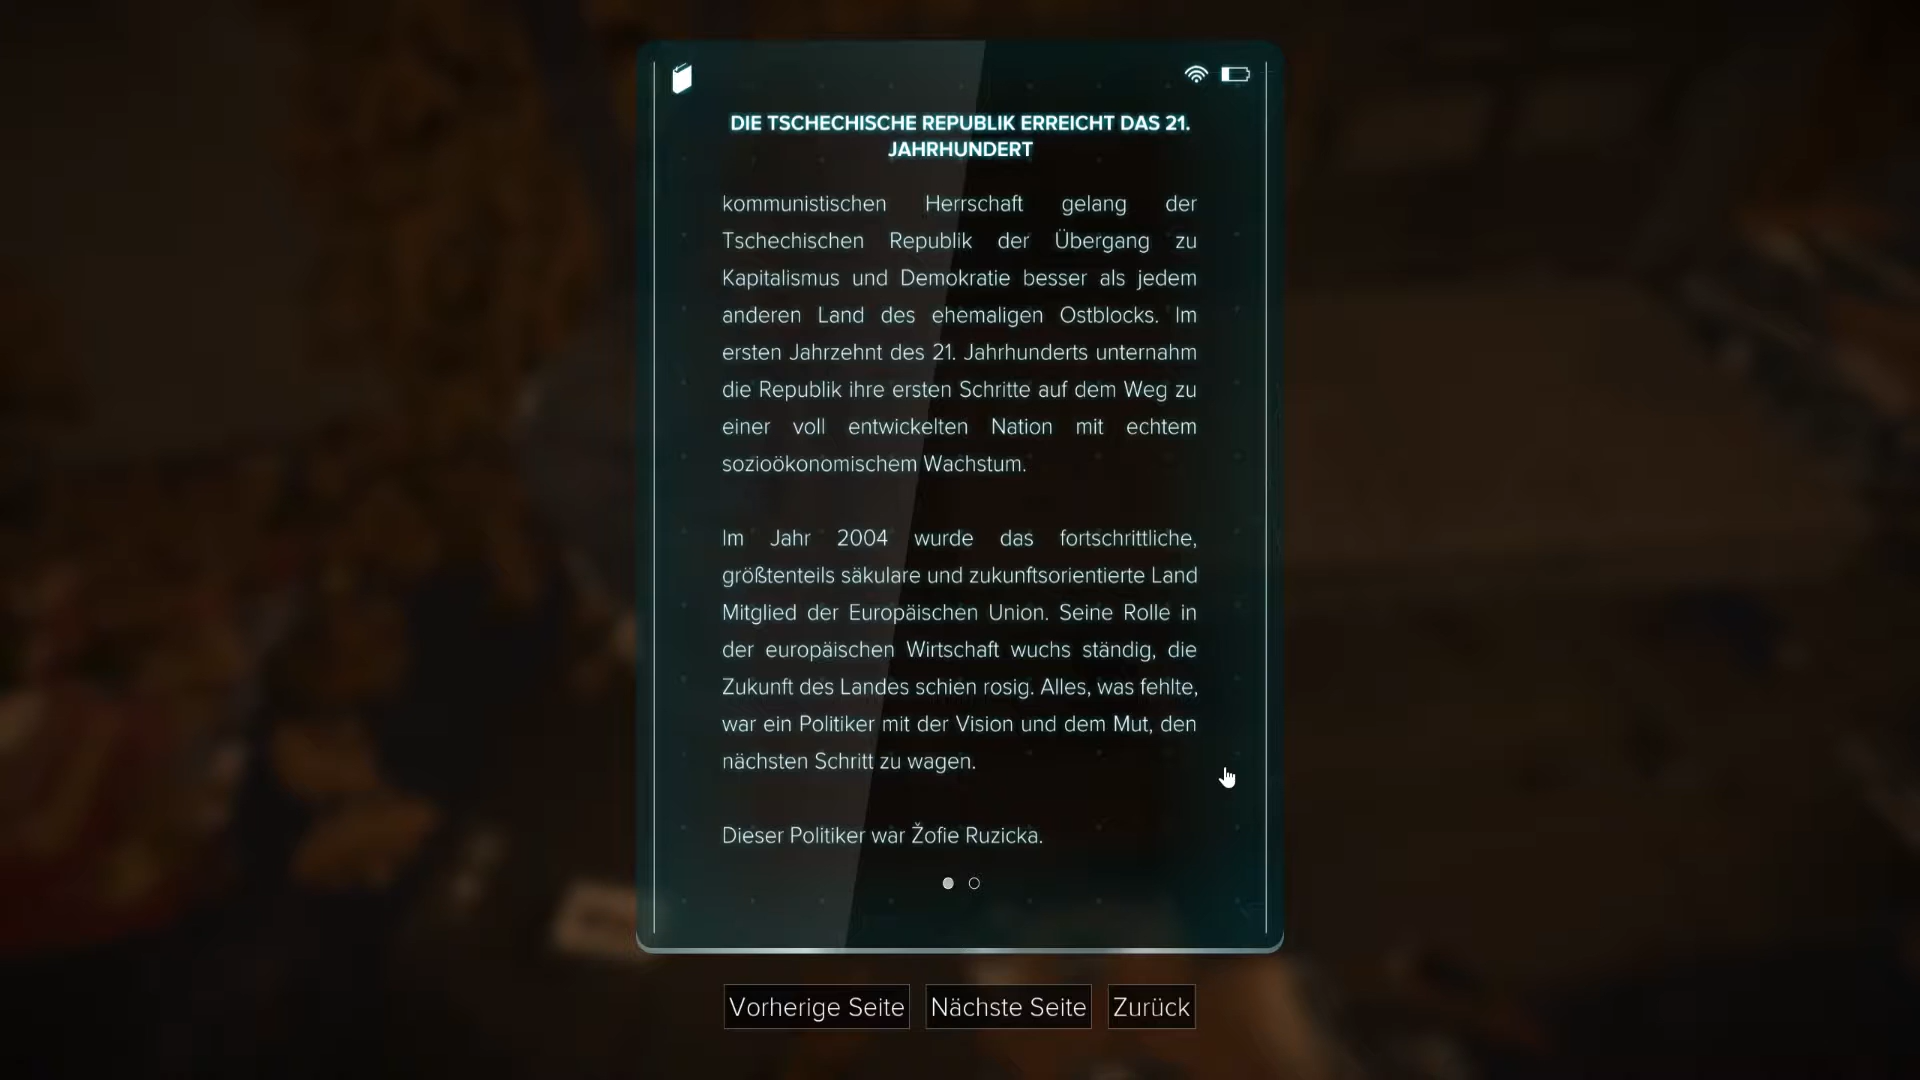 DIE TSCHECHISCHE REPUBLIK ERREICHT DAS 21.
JAHRHUNDERT
kommunistischen Herrschaft gelang der
Tschechischen Republik der Übergang zu
Kapitalismus und Demokratie besser als jedem
anderen Land des ehemaligen Ostblocks. Im
ersten Jahrzehnt des 21. Jahrhunderts unternahm
die Republik ihre ersten Schritte auf dem Weg zu
einer voll entwickelten Nation mit echtem
sozioökonomischem Wachstum.
Im Jahr 2004 wurde das fortschrittliche,
größtenteils säkulare und zukunftsorientierte Land
Mitglied der Europäischen Union. Seine Rolle in
der europäischen Wirtschaft wuchs ständig, die
Zukunft des Landes schien rosig. Alles, was fehlte,
war ein Politiker mit der Vision und dem Mut, den
nächsten Schritt zu wagen.
Dieser Politiker war Žofie Ruzicka.
Vorherige Seite Nächste Seite Zurück